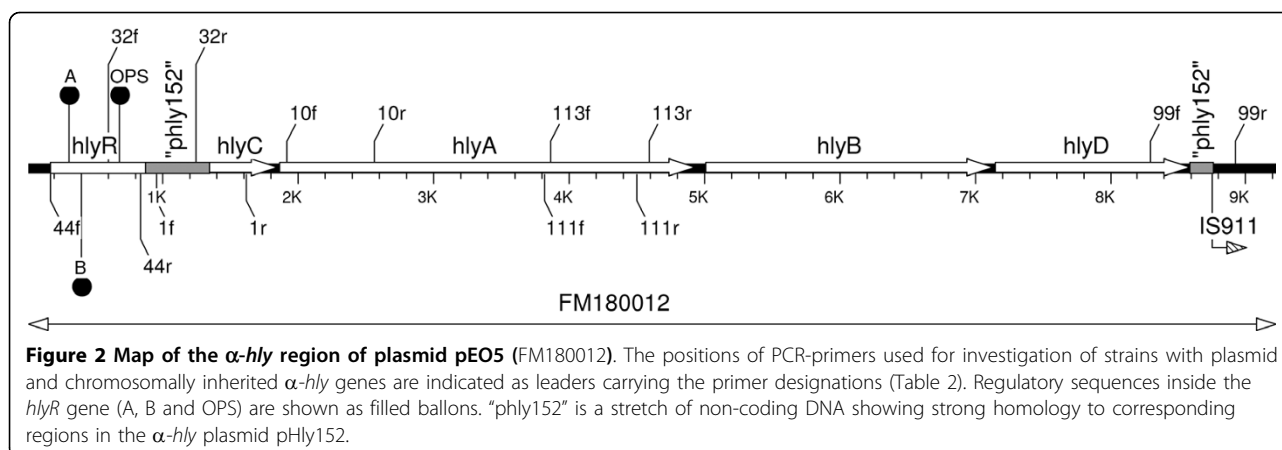 32f 32r
A OPS "phly152" 10f 10r 113f 113r 99f "phly152" 99r
hlyR hlyC hlyA hlyB hlyD
1K 2K 3K 4K 5K 6K 7K 8K 9K
44f 1f 1r 111f 111r IS911
B 44r
FM180012
Figure 2 Map of the α-hly region of plasmid pEO5 (FM180012). The positions of PCR-primers used for investigation of strains with plasmid
and chromosomally inherited α-hly genes are indicated as leaders carrying the primer designations (Table 2). Regulatory sequences inside the
hlyR gene (A, B and OPS) are shown as filled ballons. "phly152" is a stretch of non-coding DNA showing strong homology to corresponding
regions in the α-hly plasmid pHly152.